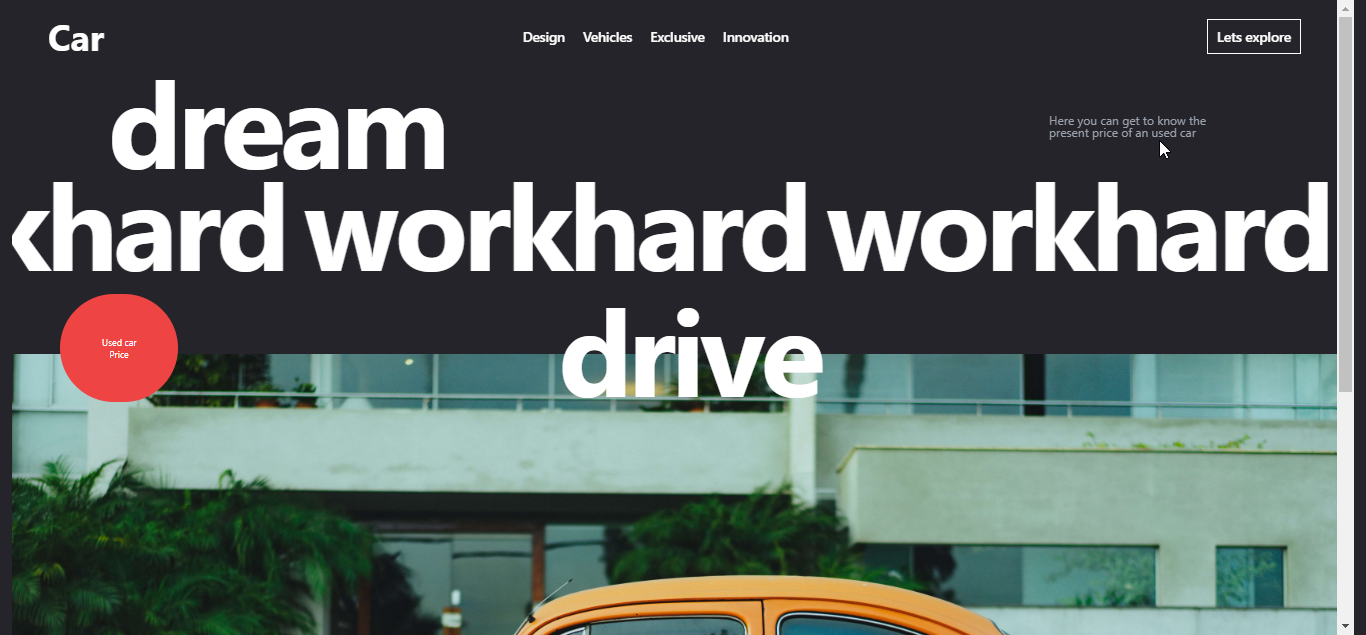 Car
Design Vehicles Exclusive Innovation
Lets explore
dream
Here you can get to know the
present price of an used car
khard workhard workhard
Used car
Price
drive